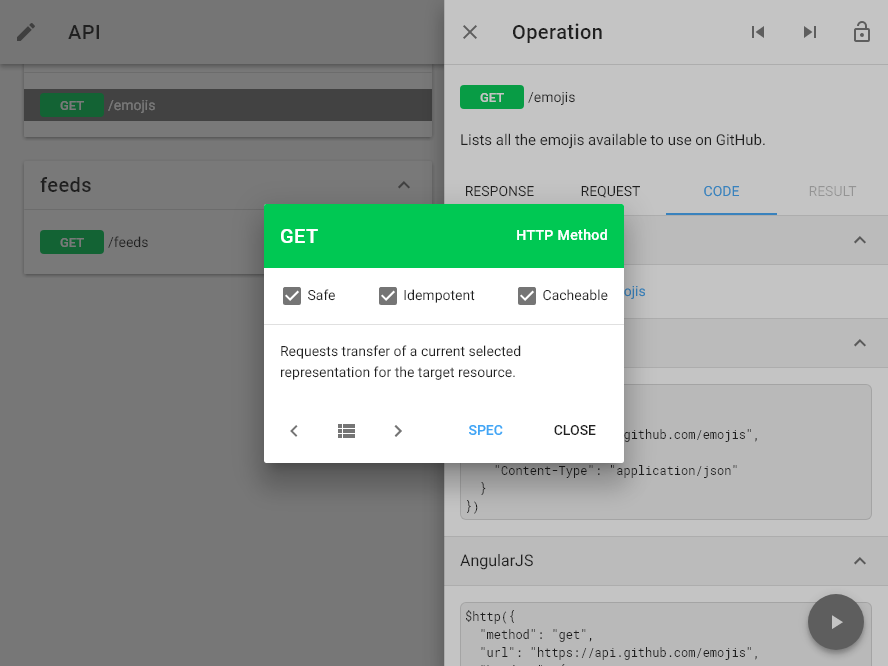 API
GET /emojis
feeds
GET /feeds
Operation
GET /emojis
Lists all the emojis available to use on GitHub.
RESPONSE REQUEST CODE RESULT
ojis
github.com/emojis",
"Content-Type": "application/json"
}
})
AngularJS
$http({
"method": "get",
"url": "https://api.github.com/emojis",
GET HTTP Method
Safe Idempotent Cacheable
Requests transfer of a current selected
representation for the target resource.
SPEC CLOSE